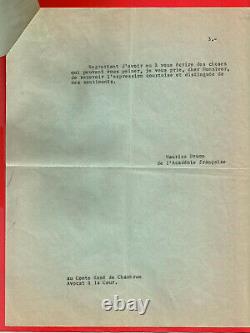 3.-
Regrettant d'avoir eu à vous écrire des choses
qui peuvent vous peiner, je vous prie, cher Monsieur,
de recevoir l'expression courtoise et distinguée de
mes sentiments.
Maurice Druon
de l'Académie française
au Comte René de Chambrun
Avocat à la Cour.
ebay